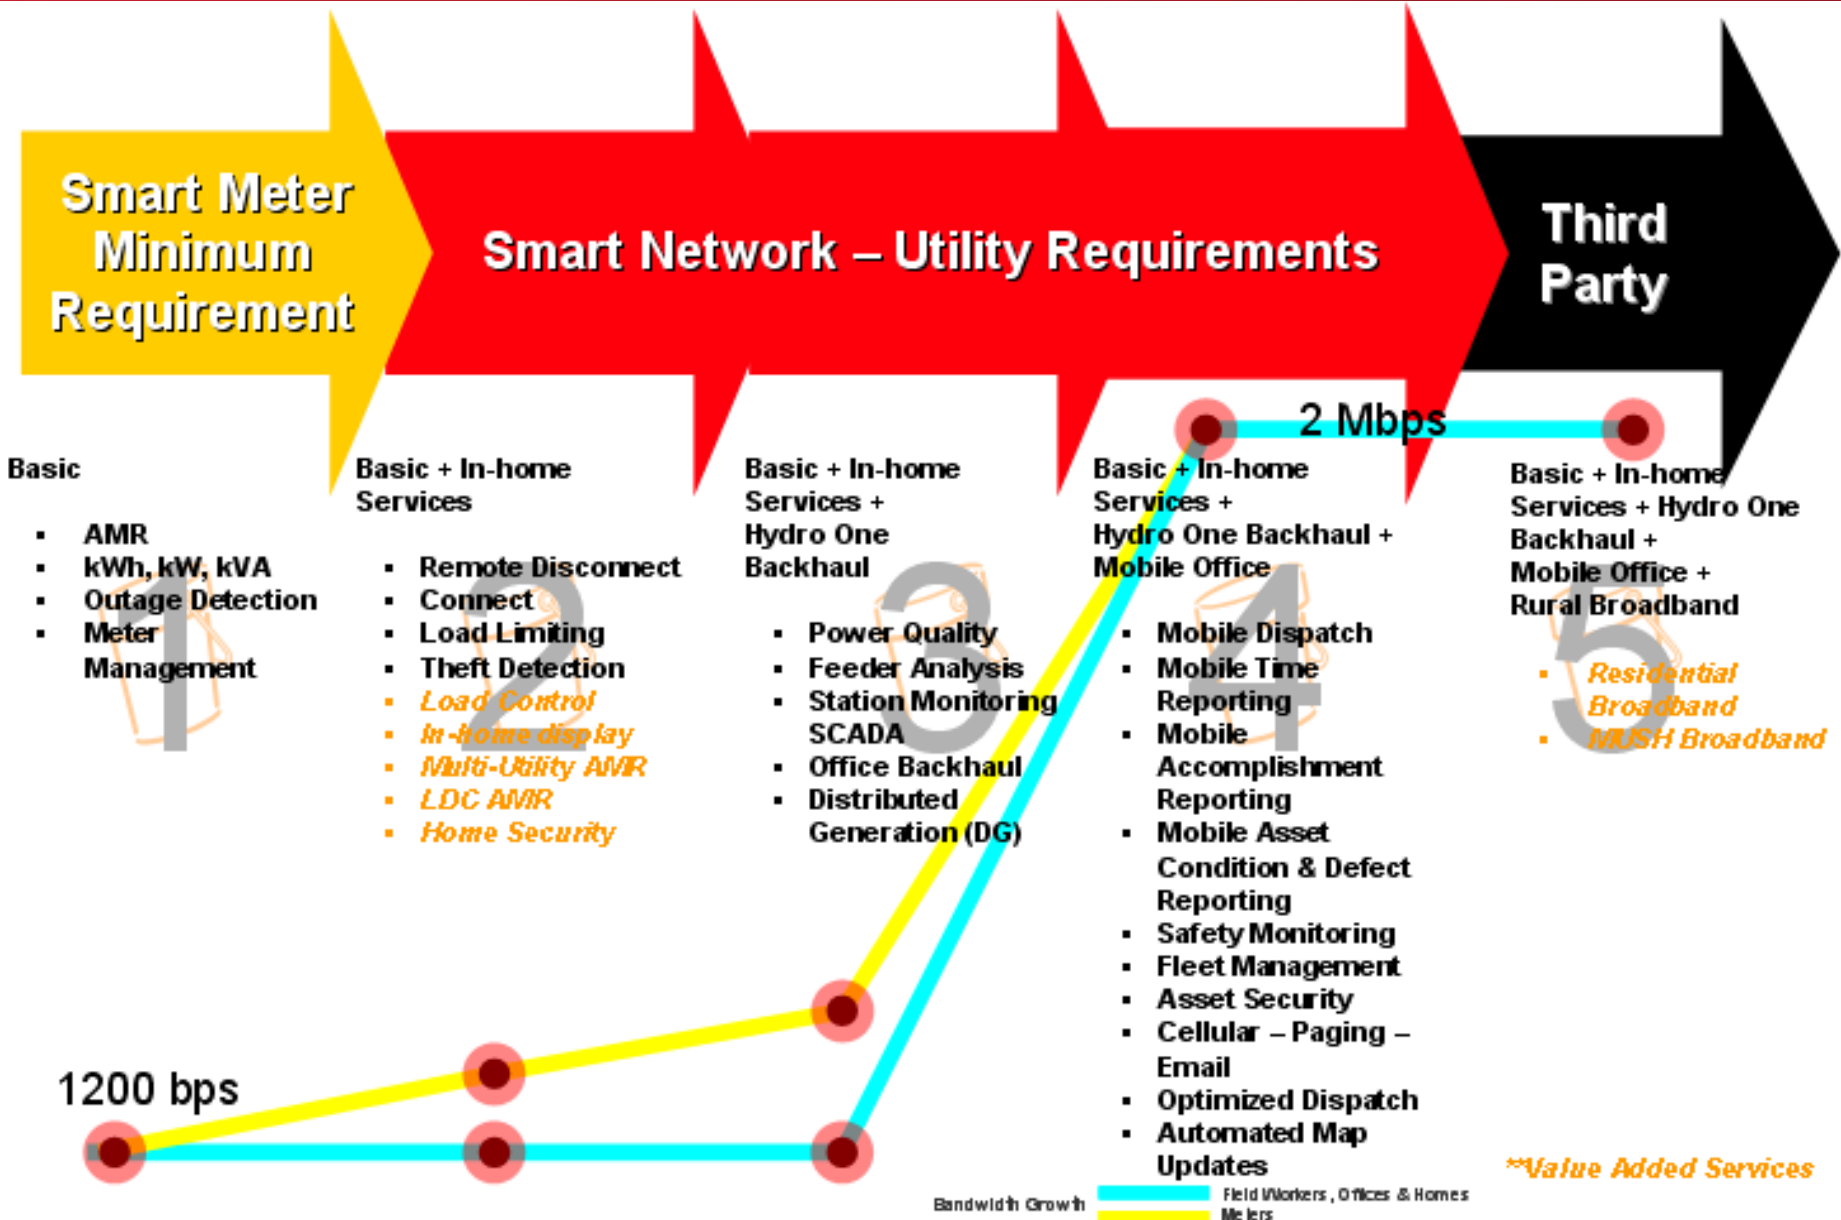 Smart Meter
Minimum
Requirement
Smart Network – Utility Requirements
Third
Party
2 Mbps
Basic
AMR
kWh, kW, kVA
Outage Detection
Meter
Management
1
Basic + In-home
Services
Remote Disconnect
Connect
Load Limiting
Theft Detection
Load Control
In-home display
Multi-Utility AMR
LDC AMR
Home Security
2
Basic + In-home
Services +
Hydro One
Backhaul
Power Quality
Feeder Analysis
Station Monitoring
SCADA
Office Backhaul
Distributed
Generation (DG)
3
Basic + In-home
Services +
Hydro One Backhaul +
Mobile Office
Mobile Dispatch
Mobile Time
Reporting
Mobile
Accomplishment
Reporting
Mobile Asset
Condition & Defect
Reporting
Safety Monitoring
Fleet Management
Asset Security
Cellular – Paging –
Email
Optimized Dispatch
Automated Map
Updates
4
Basic + In-home
Services + Hydro One
Backhaul +
Mobile Office +
Rural Broadband
Residential
Broadband
MUSH Broadband
5
1200 bps
**Value Added Services
Bandwidth Growth
Field Workers, Offices & Homes
Meters